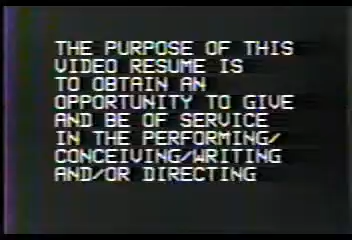 THE PURPOSE OF THIS
VIDEO RESUME IS
TO OBTAIN AN
OPPORTUNITY TO GIVE
AND BE OF SERVICE
IN THE PERFORMING/
CONCEIVING/WRITING
AND/OR DIRECTING